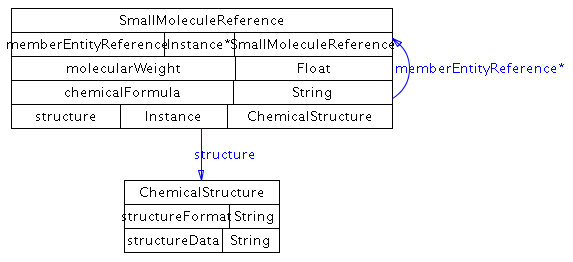 SmallMoleculeReference
memberEntityReference Instance* SmallMoleculeReference
molecularWeight Float
memberEntityReference*
chemicalFormula String
structure Instance ChemicalStructure
structure
ChemicalStructure
structureFormat String
structureData String